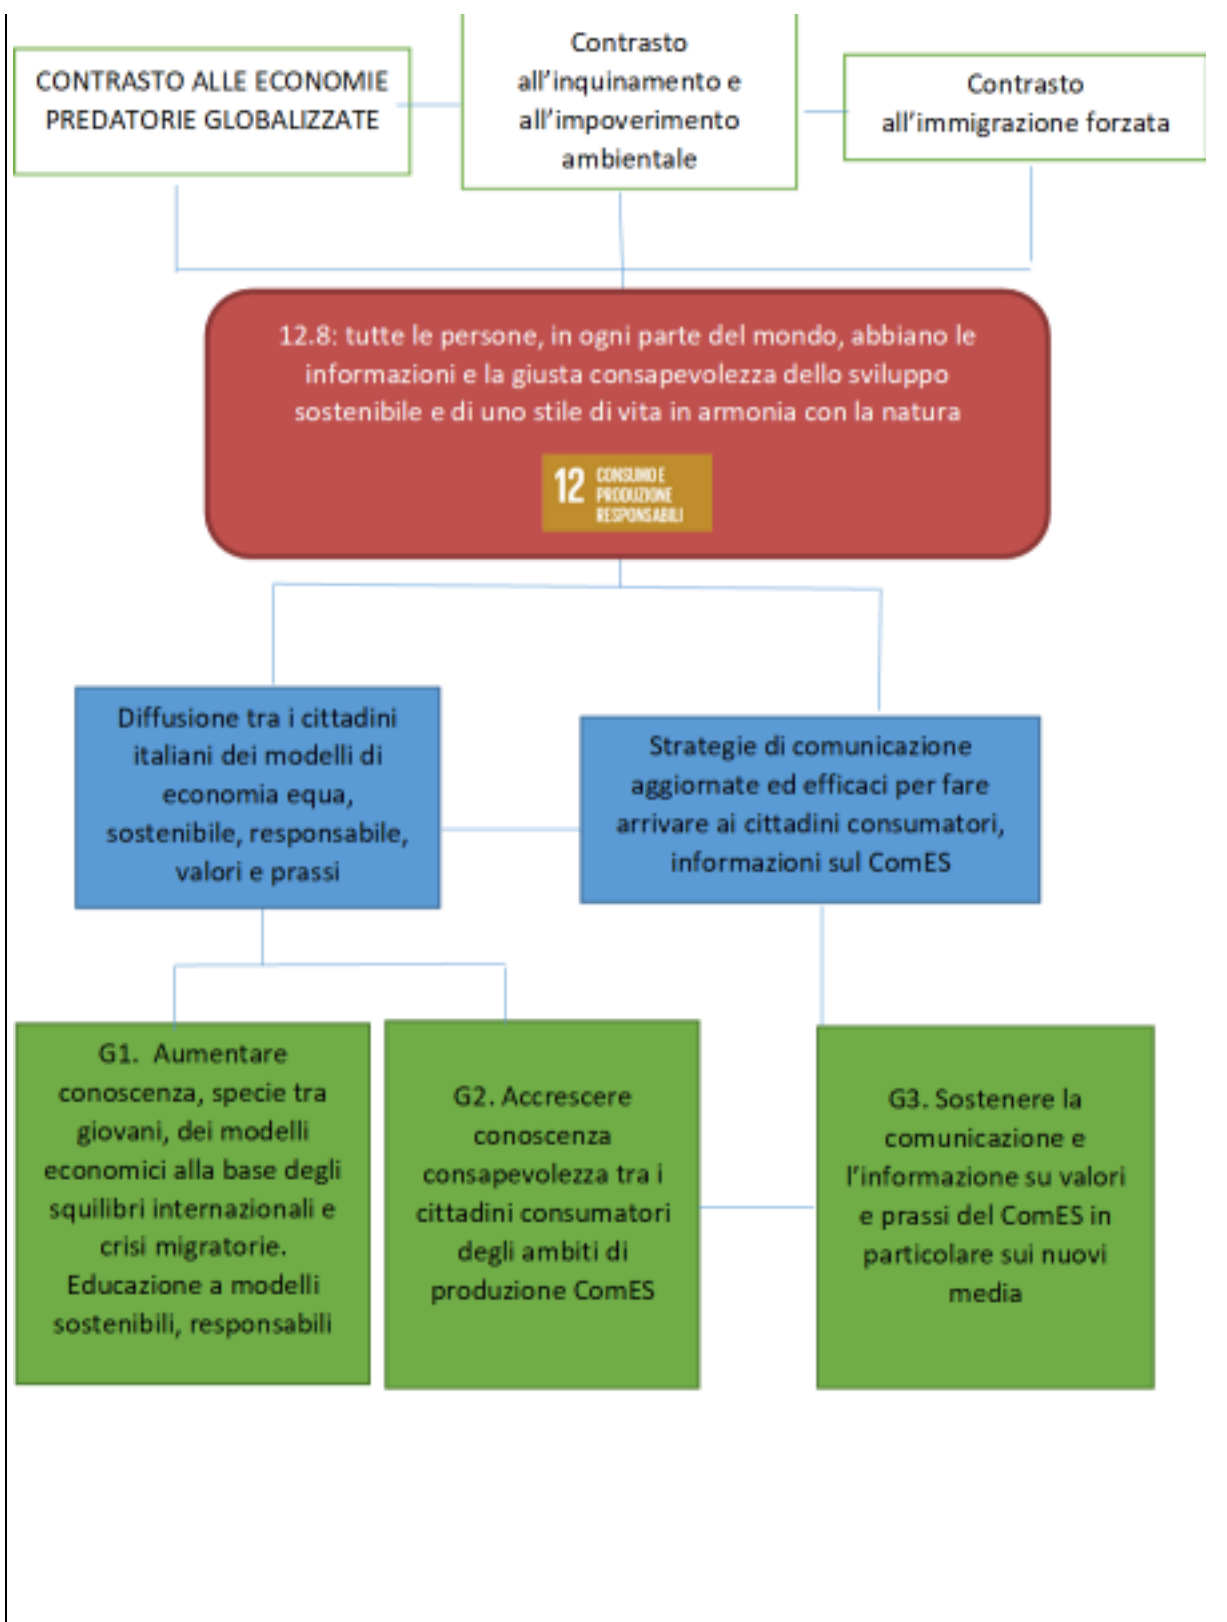 CONTRASTO ALLE ECONOMIE
PREDATORIE GLOBALIZZATE
Contrasto
all’inquinamento e
all’impoverimento
ambientale
Contrasto
all’immigrazione forzata
12.8: tutte le persone, in ogni parte del mondo, abbiano le
informazioni e la giusta consapevolezza dello sviluppo
sostenibile e di uno stile di vita in armonia con la natura
12 CONSUMO E
PRODUZIONE
RESPONSABILI
Diffusione tra i cittadini
italiani dei modelli di
economia equa,
sostenibile, responsabile,
valori e prassi
Strategie di comunicazione
aggiornate ed efficaci per fare
arrivare ai cittadini consumatori,
informazioni sul ComES
G1.  Aumentare
conoscenza, specie tra
giovani, dei modelli
economici alla base degli
squilibri internazionali e
crisi migratorie.
Educazione a modelli
sostenibili, responsabili
G2. Accrescere
conoscenza
consapevolezza tra i
cittadini consumatori
degli ambiti di
produzione ComES
G3. Sostenere la
comunicazione e
l’informazione su valori
e prassi del ComES in
particolare sui nuovi
media